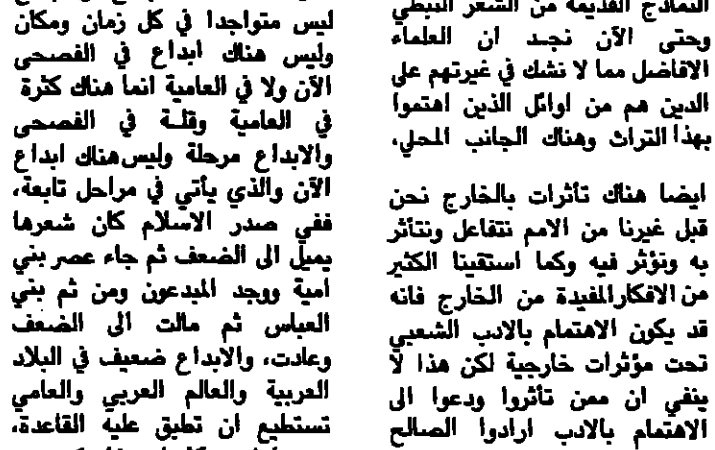 النماذج القديمة من الشعر النبطي
وحتى الآن نجد ان العلماء
الافاضل مما لا نشك في غيرتهم على
الدين هم من اوائل الذين اهتموا
بهذا التراث وهناك الجانب المحلي.
ايضا هناك تأثرات بالخارج نحن
قبل غيرنا من الامم نتفاعل ونتأثر
به ونؤثر فيه وكما استقينا الكثير
من الافكار المفيدة من الخارج فانه
قد يكون الاهتمام بالادب الشعبي
تحت مؤثرات خارجية لكن هذا لا
ينفي ان ممن تأثروا ودعوا الى
الاهتمام بالادب ارادوا الصالح
ليس متواجدا في كل زمان ومكان
وليس هناك ابداع في الفصحى
الآن ولا في العامية انما هناك كثرة
في العامية وقلة في الفصحى
والابداع مرحلة وليس هناك ابداع
الآن والذي يأتي في مراحل تابعة،
ففي صدر الاسلام كان شعرها
يميل الى الضعف ثم جاء عصر بني
امية ووجد المبدعون ومن ثم بني
العباس ثم مالت الى الضعف
وعادت، والابداع ضعيف في البلاد
العربية والعالم العربي والعامي
تستطيع ان تطبق عليه القاعدة،